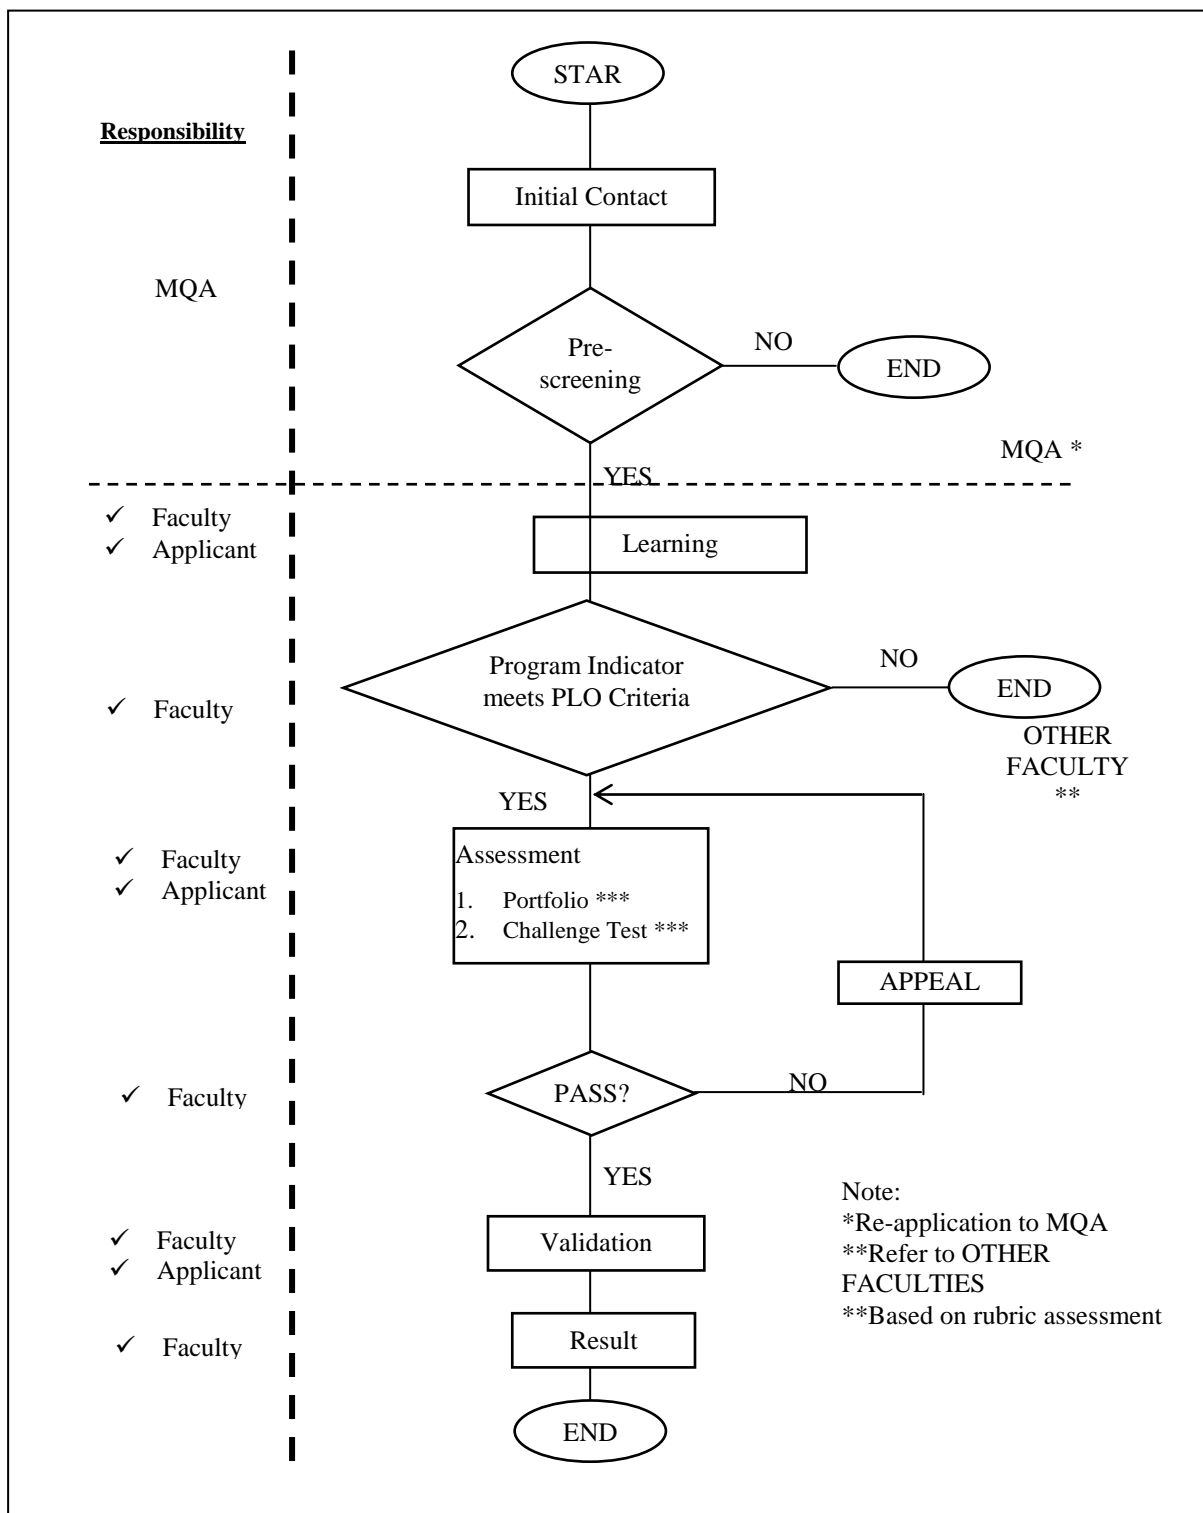 STAR
Responsibility
Initial Contact
MQA
Pre-
screening
NO
END
MQA *
YES
✓ Faculty
✓ Applicant
Learning
Program Indicator
meets PLO Criteria
NO
END
✓ Faculty
OTHER
FACULTY
**
YES
✓ Faculty
✓ Applicant
Assessment
1. Portfolio ***
2. Challenge Test ***
APPEAL
✓ Faculty
PASS?
NO
YES
Note:
*Re-application to MQA
**Refer to OTHER
FACULTIES
**Based on rubric assessment
✓ Faculty
✓ Applicant
Validation
✓ Faculty
Result
END